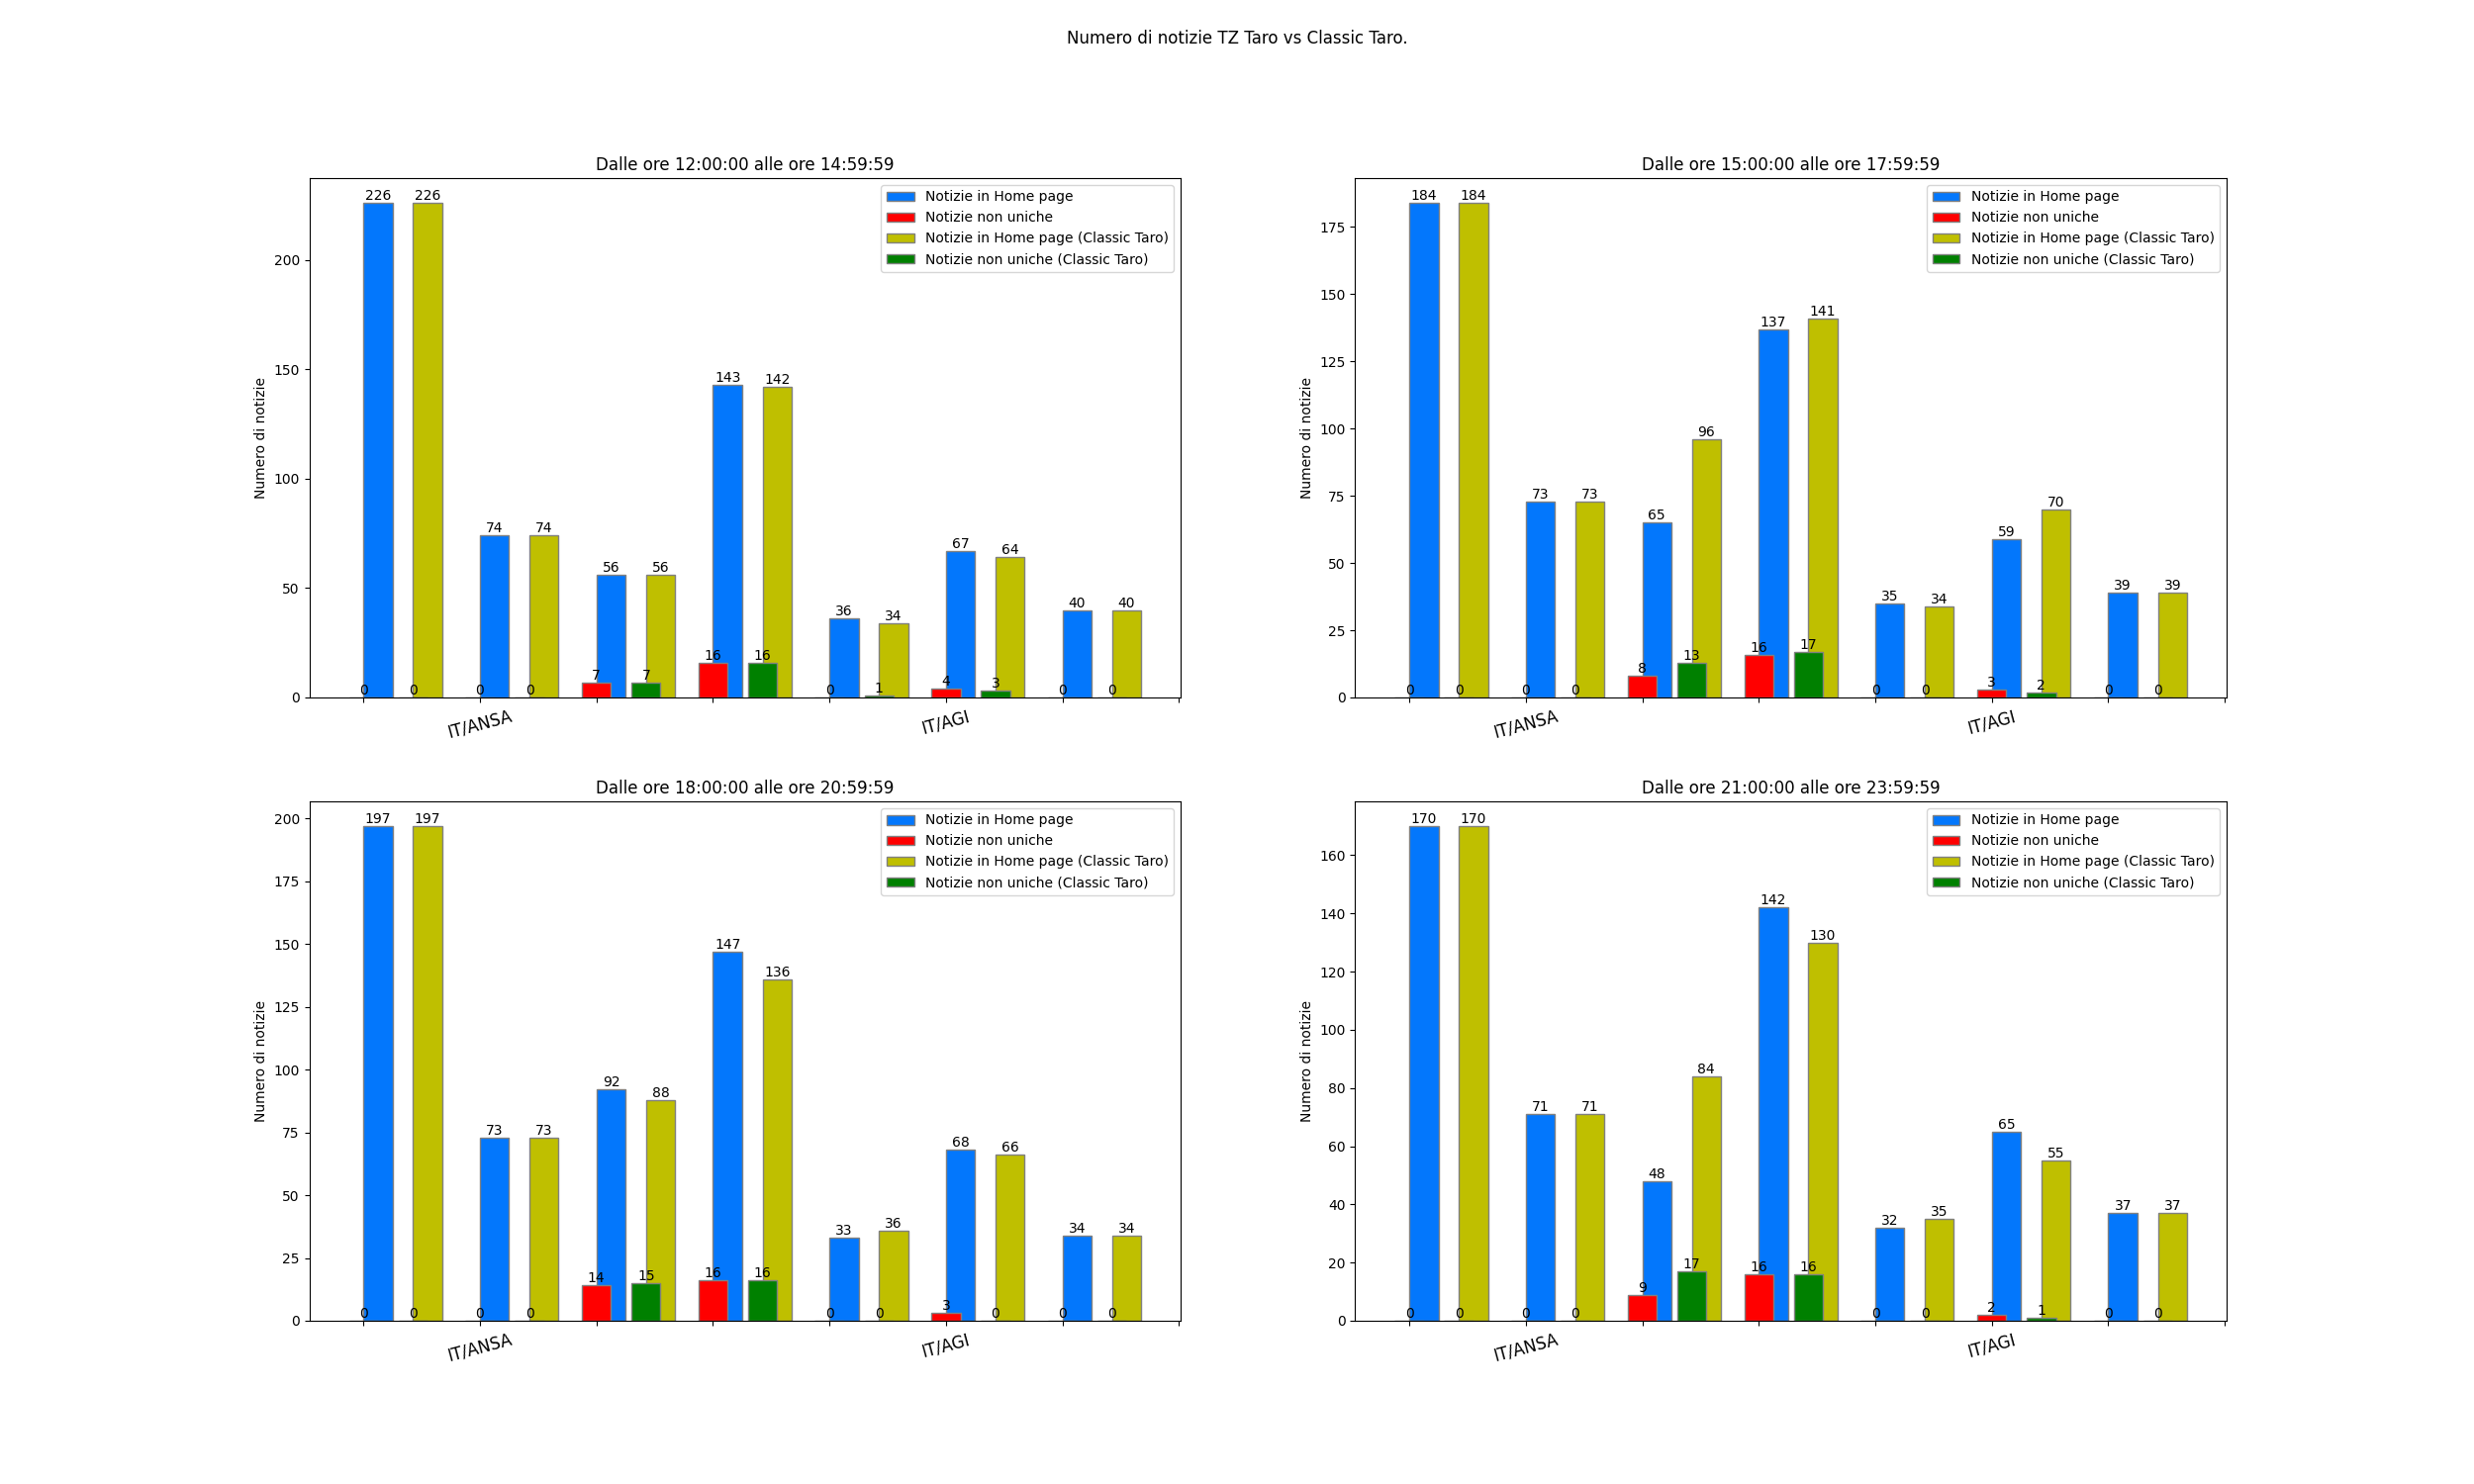 Numero di notizie TZ Taro vs Classic Taro.
Dalle ore 12:00:00 alle ore 14:59:59
Numero di notizie
200
150
100
50
0
226 226
74 74
56 56
143 142
36 34
67 64
40 40
0 0 0 0 7 7 16 16 0 1 4 3 0 0
Notizie in Home page
Notizie non uniche
Notizie in Home page (Classic Taro)
Notizie non uniche (Classic Taro)
IT/ANSA IT/AGI
Dalle ore 15:00:00 alle ore 17:59:59
Numero di notizie
175
150
125
100
75
50
25
0
184 184
73 73
65 96
137 141
35 34
59 70
39 39
0 0 0 0 8 13 16 17 0 0 3 2 0 0
Notizie in Home page
Notizie non uniche
Notizie in Home page (Classic Taro)
Notizie non uniche (Classic Taro)
IT/ANSA IT/AGI
Dalle ore 18:00:00 alle ore 20:59:59
Numero di notizie
200
175
150
125
100
75
50
25
0
197 197
73 73
92 88
147 136
33 36
68 66
34 34
0 0 0 0 14 15 16 16 0 0 3 0 0 0
Notizie in Home page
Notizie non uniche
Notizie in Home page (Classic Taro)
Notizie non uniche (Classic Taro)
IT/ANSA IT/AGI
Dalle ore 21:00:00 alle ore 23:59:59
Numero di notizie
160
140
120
100
80
60
40
20
0
170 170
71 71
48 84
142 130
32 35
65 55
37 37
0 0 0 0 9 17 16 16 0 0 2 1 0 0
Notizie in Home page
Notizie non uniche
Notizie in Home page (Classic Taro)
Notizie non uniche (Classic Taro)
IT/ANSA IT/AGI